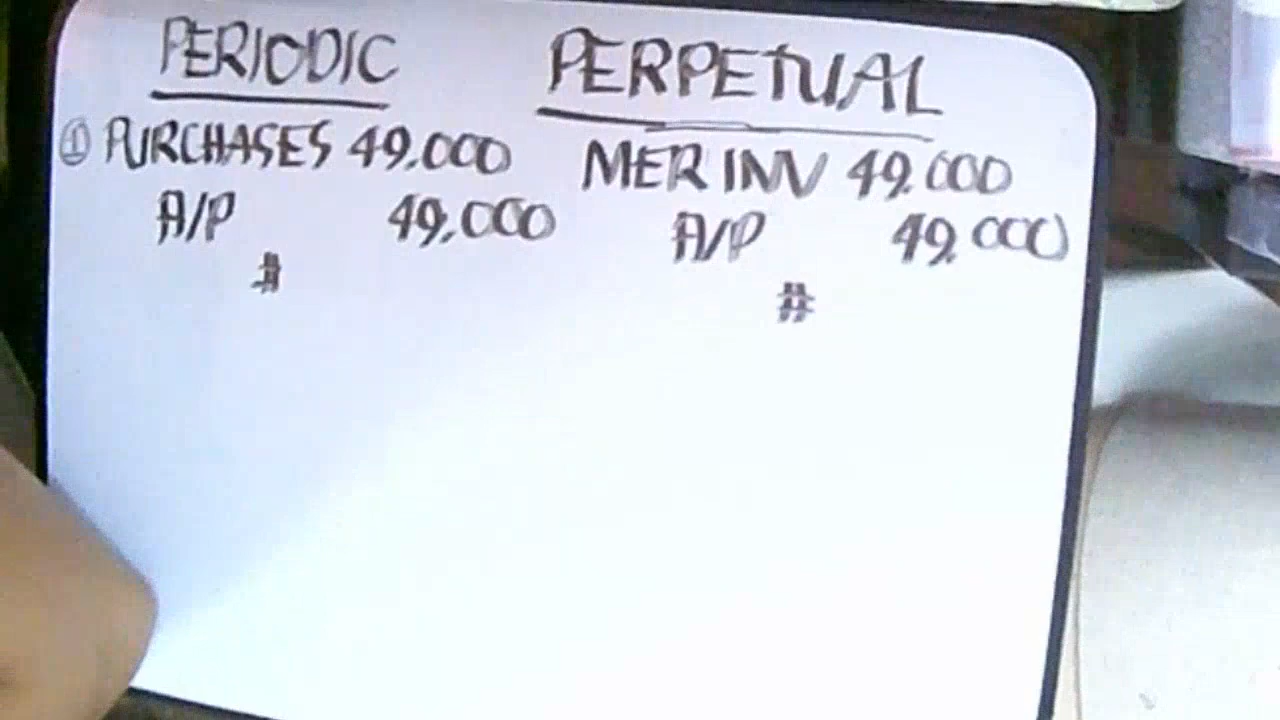 PERIODIC
① PURCHASES 49,000
A/P 49,000
#
PERPETUAL
MER INV 49,000
A/P 49,000
#